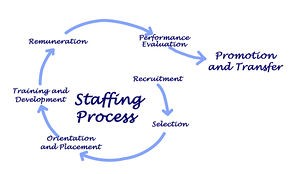 Remuneration
Performance
Evaluation
Promotion
and Transfer
Recruitment
Training and
Development
Staffing
Process
Selection
Orientation
and Placement